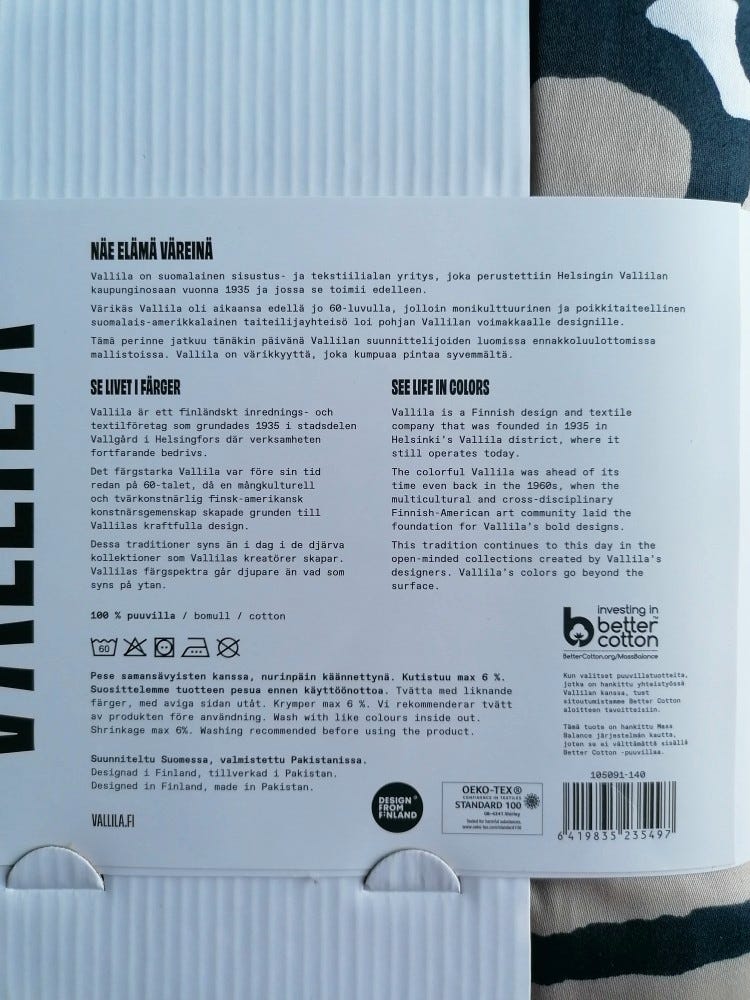 VALLILA
NÄE ELÄMÄ VÄREINÄ
Vallila on suomalainen sisustus- ja tekstiilialan yritys, joka perustettiin Helsingin Vallilan
kaupunginosaan vuonna 1935 ja jossa se toimii edelleen.
Värikäs Vallila oli aikaansa edellä jo 60-luvulla, jolloin monikulttuurinen ja poikkitaiteellinen
suomalais-amerikkalainen taiteilijayhteisö loi pohjan Vallilan voimakkaalle designille.
Tämä perinne jatkuu tänäkin päivänä Vallilan suunnittelijoiden luomissa ennakkoluulottomissa
mallistoissa. Vallila on värikkyyttä, joka kumpuaa pintaa syvemmältä.
SE LIVET I FÄRGER
Vallila är ett finländskt inrednings- och
textilföretag som grundades 1935 i stadsdelen
Vallgård i Helsingfors där verksamheten
fortfarande bedrivs.
Det färgstarka Vallila var före sin tid
redan på 60-talet, då en mångkulturell
och tvärkonstnärlig finsk-amerikansk
konstnärsgemenskap skapade grunden till
Vallilas kraftfulla design.
Dessa traditioner syns än i dag i de djärva
kollektioner som Vallilas kreatörer skapar.
Vallilas färgspektra går djupare än vad som
syns på ytan.
SEE LIFE IN COLORS
Vallila is a Finnish design and textile
company that was founded in 1935 in
Helsinki's Vallila district, where it
still operates today.
The colorful Vallila was ahead of its
time even back in the 1960s, when the
multicultural and cross-disciplinary
Finnish-American art community laid the
foundation for Vallila's bold designs.
This tradition continues to this day in the
open-minded collections created by Vallila's
designers. Vallila's colors go beyond the
surface.
100 % puuvilla / bomull / cotton
60
Pese samansävyisten kanssa, nurinpäin käännettynä. Kutistuu max 6 %.
Suosittelemme tuotteen pesua ennen käyttöönottoa. Tvätta med liknande
färger, med aviga sidan utåt. Krymper max 6 %. Vi rekommenderar tvätt
av produkten före användning. Wash with like colours inside out.
Shrinkage max 6%. Washing recommended before using the product.
Suunniteltu Suomessa, valmistettu Pakistanissa.
Designad i Finland, tillverkad i Pakistan.
Designed in Finland, made in Pakistan.
VALLILA.FI
investing in
better
cotton
TM
BetterCotton.org/MassBalance
Kun valitset puuvillatuotteita,
jotka on hankittu yhteistyössä
Vallilan kanssa, tuet
sitoutumistamme Better Cotton
aloitteen tavoitteisiin.
Tämä tuote on hankittu Mass
Balance järjestelmän kautta,
joten se ei välttämättä sisällä
Better Cotton -puuvillaa.
DESIGN
FROM
FINLAND
OEKO-TEX®
CONFIDENCE IN TEXTILES
STANDARD 100
Tested for harmful substances.
www.oeko-tex.com/standard100
105091-140
6 419835 235497